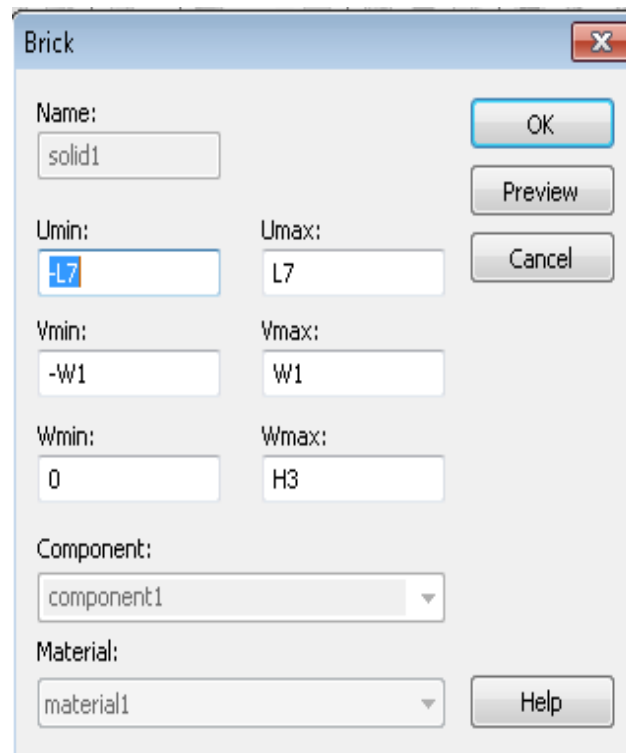 Brick
Name:
solid1
OK
Preview
Umin:
Umax:
Cancel
-L7
L7
Vmin:
Vmax:
-W1
W1
Wmin:
Wmax:
0
H3
Component:
component1
Material:
material1
Help